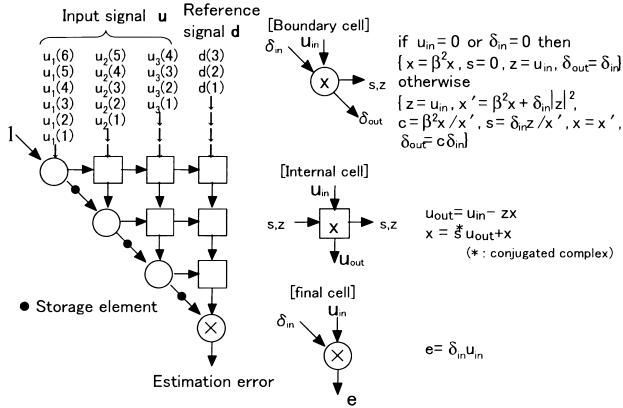 Input signal u
Reference
signal d
u1(6) u2(5) u3(4) d(3)
u1(5) u2(4) u3(3) d(2)
u1(4) u2(3) u3(2) d(1)
u1(3) u2(2) u3(1)
u1(2) u2(1)
u1(1)
1
● Storage element
×
Estimation error
[Boundary cell]
δin uin
x
s,z
δout
if uin=0 or δin=0 then
{x=β²x, s=0, z=uin, δout=δin}
otherwise
{z=uin, x′=β²x+δin|z|²,
c=β²x/x′, s=δinz/x′, x=x′,
δout=cδin}
[Internal cell]
uin
s,z x s,z
uout
uout=uin− zx
x = s*uout+x
(* : conjugated complex)
[final cell]
δin uin
×
e
e= δinuin